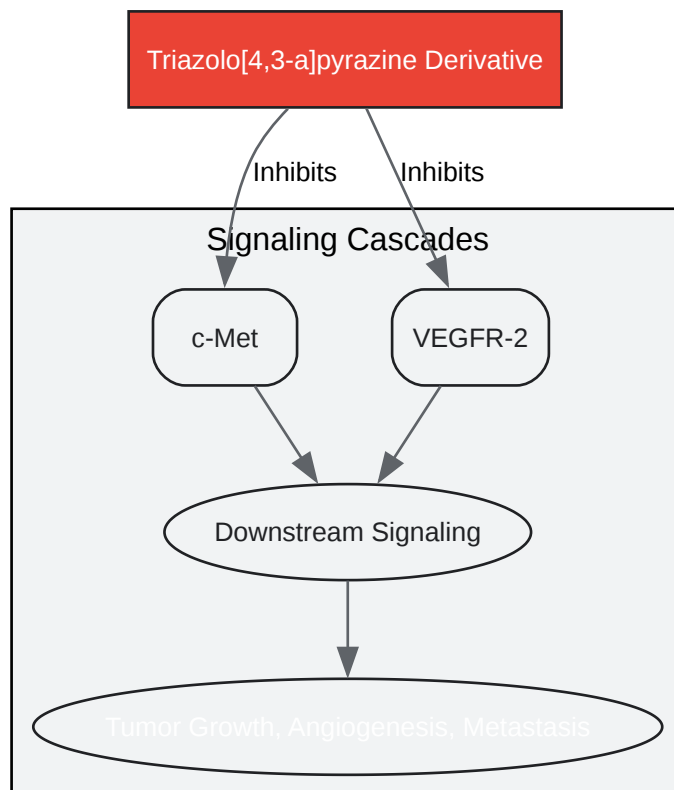 Triazolo[4,3-a]pyrazine Derivative
Inhibits
Inhibits
Signaling Cascades
c-Met
VEGFR-2
Downstream Signaling
Tumor Growth, Angiogenesis, Metastasis